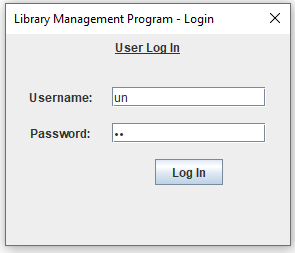 Library Management Program - Login
User Log In
Username: un
Password: ••
Log In